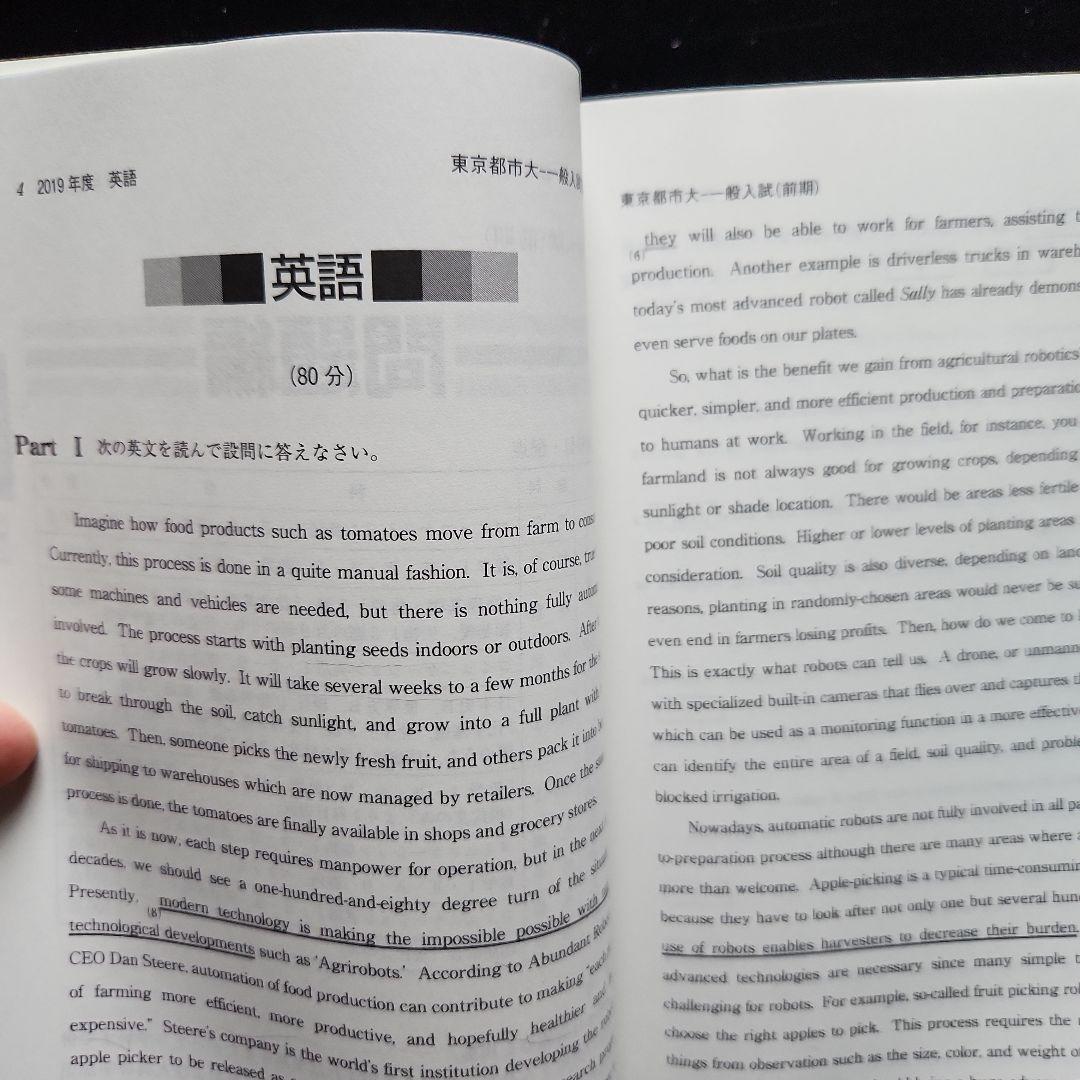 4 2019年度 英語
東京都市大-一般入試
英語
(80分)
Part I 次の英文を読んで設問に答えなさい。
Imagine how food products such as tomatoes move from farm to
Currently, this process is done in a quite manual fashion. It is, of course,
some machines and vehicles are needed, but there is nothing fully
involved. The process starts with planting seeds indoors or outdoors. After
the crops will grow slowly. It will take several weeks to a few months for
to break through the soil, catch sunlight, and grow into a full plant with
tomatoes. Then, someone picks the newly fresh fruit, and others pack it into
for shipping to warehouses which are now managed by retailers. Once the
process is done, the tomatoes are finally available in shops and grocery stores.
As it is now, each step requires manpower for operation, but in the
decades, we should see a one-hundred-and-eighty degree turn of the
Presently, modern technology is making the impossible possible with
(8)
technological developments such as 'Agrirobots.' According to Abundant
CEO Dan Steere, automation of food production can contribute to making
of farming more efficient, more productive, and hopefully healthier and
expensive." Steere's company is the world's first institution developing the
apple picker to be released as
東京都市大-一般入試(前期)
they will also be able to work for farmers, assisting
(6)
production. Another example is driverless trucks in
today's most advanced robot called Sally has already
even serve foods on our plates.
So, what is the benefit we gain from agricultural robotics
quicker, simpler, and more efficient production and
to humans at work. Working in the field, for instance, you
farmland is not always good for growing crops, depending
sunlight or shade location. There would be areas less fertile
poor soil conditions. Higher or lower levels of planting areas
consideration. Soil quality is also diverse, depending on
reasons, planting in randomly-chosen areas would never be
even end in farmers losing profits. Then, how do we come to
This is exactly what robots can tell us. A drone, or
with specialized built-in cameras that flies over and captures
which can be used as a monitoring function in a more
can identify the entire area of a field, soil quality, and
blocked irrigation.
Nowadays, automatic robots are not fully involved in all
to-preparation process although there are many areas where
more than welcome. Apple-picking is a typical
because they have to look after not only one but several
use of robots enables harvesters to decrease their burden.
advanced technologies are necessary since many simple
challenging for robots. For example, so-called fruit picking
choose the right apples to pick. This process requires the
things from observation such as the size, color, and weight